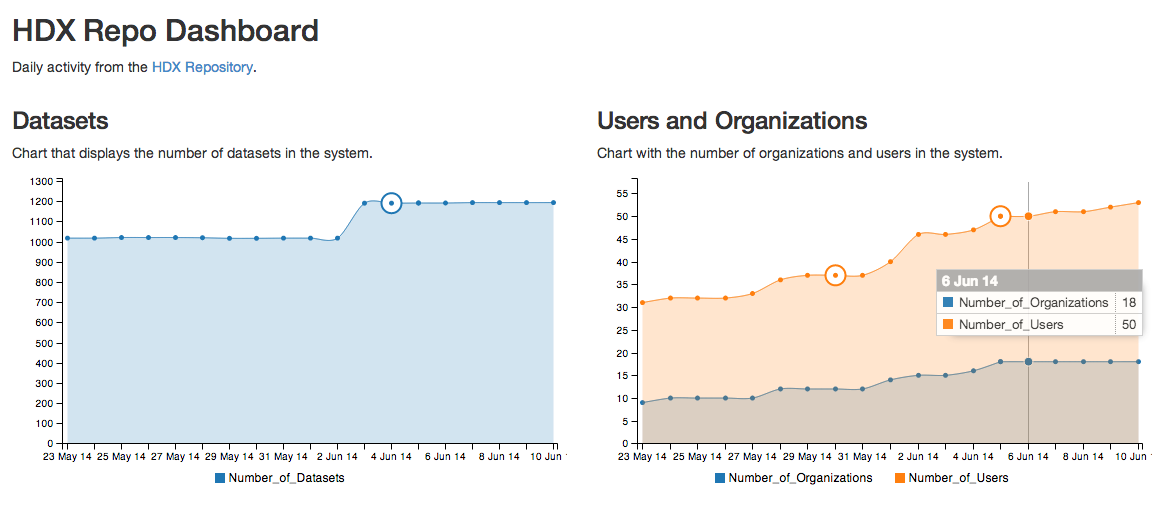 HDX Repo Dashboard
Daily activity from the HDX Repository.
Datasets
Chart that displays the number of datasets in the system.
1300
1200
1100
1000
900
800
700
600
500
400
300
200
100
0
23 May 14 25 May 14 27 May 14 29 May 14 31 May 14 2 Jun 14 4 Jun 14 6 Jun 14 8 Jun 14 10 Jun
Number_of_Datasets
Users and Organizations
Chart with the number of organizations and users in the system.
55
50
45
40
35
30
25
20
15
10
5
0
6 Jun 14
Number_of_Organizations 18
Number_of_Users 50
23 May 14 25 May 14 27 May 14 29 May 14 31 May 14 2 Jun 14 4 Jun 14 6 Jun 14 8 Jun 14 10 Jun
Number_of_Organizations Number_of_Users